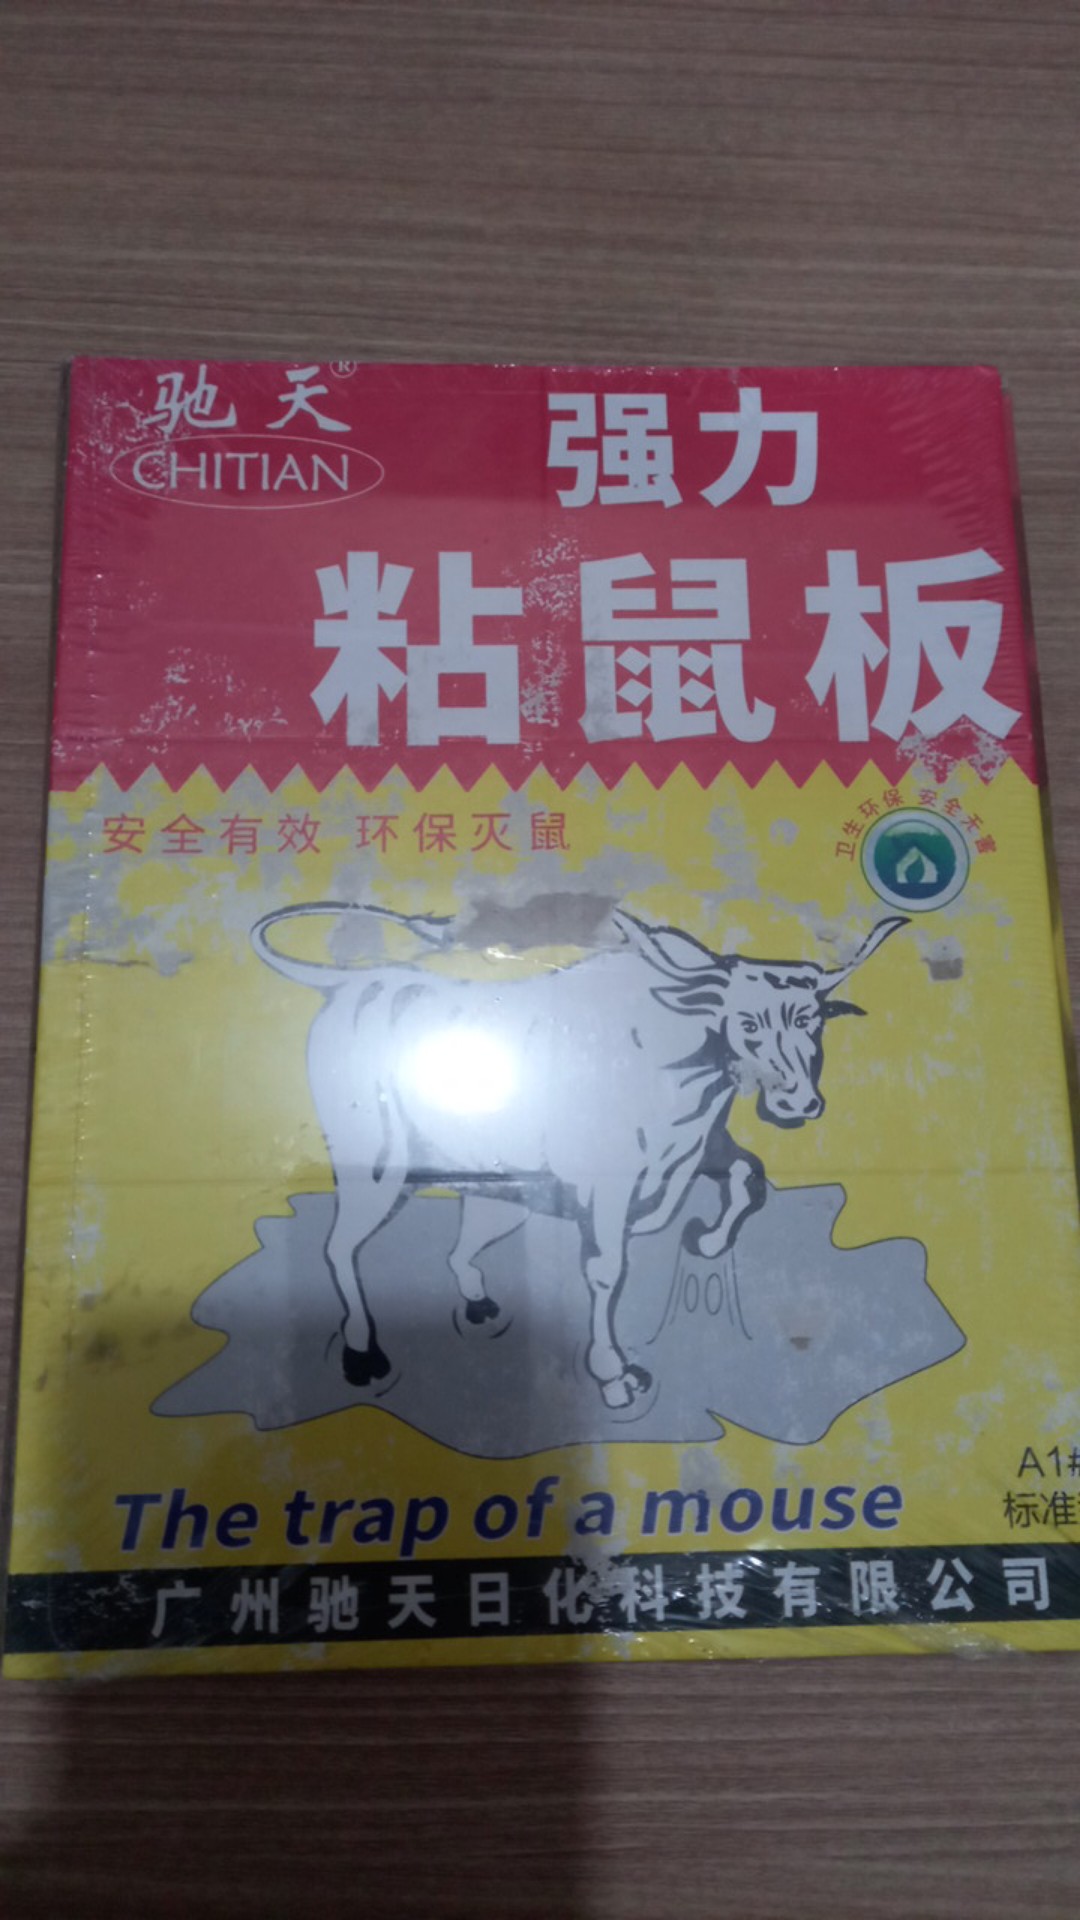 驰天®
CHITIAN
强力
粘鼠板
安全有效 环保灭鼠
卫生环保 安全无害
The trap of a mouse
A1#
标准
广州驰天日化科技有限公司